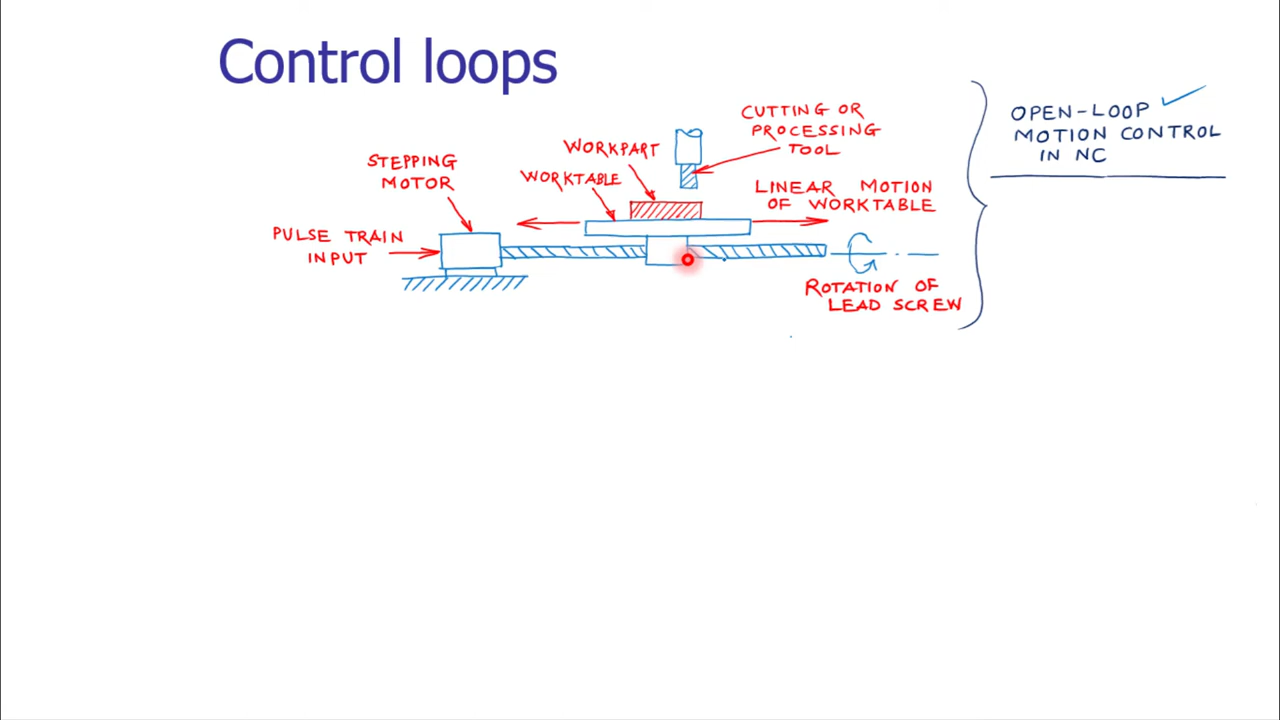 Control loops
CUTTING OR
PROCESSING
TOOL
WORKPART
WORKTABLE
STEPPING
MOTOR
PULSE TRAIN
INPUT
LINEAR MOTION
OF WORKTABLE
ROTATION OF
LEAD SCREW
OPEN-LOOP
MOTION CONTROL
IN NC